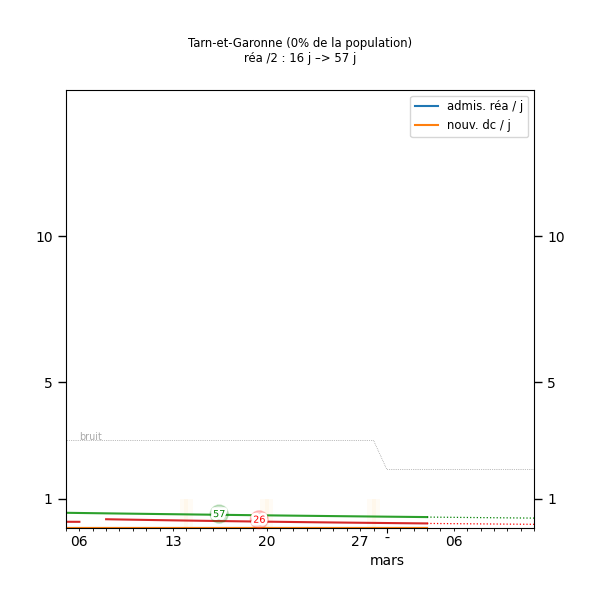 Tarn-et-Garonne (0% de la population)
réa /2 : 16 j –> 57 j
admis. réa / j
nouv. dc / j
10 10
5 5
bruit
1 1
57
26
06 13 20 27 - 06
mars